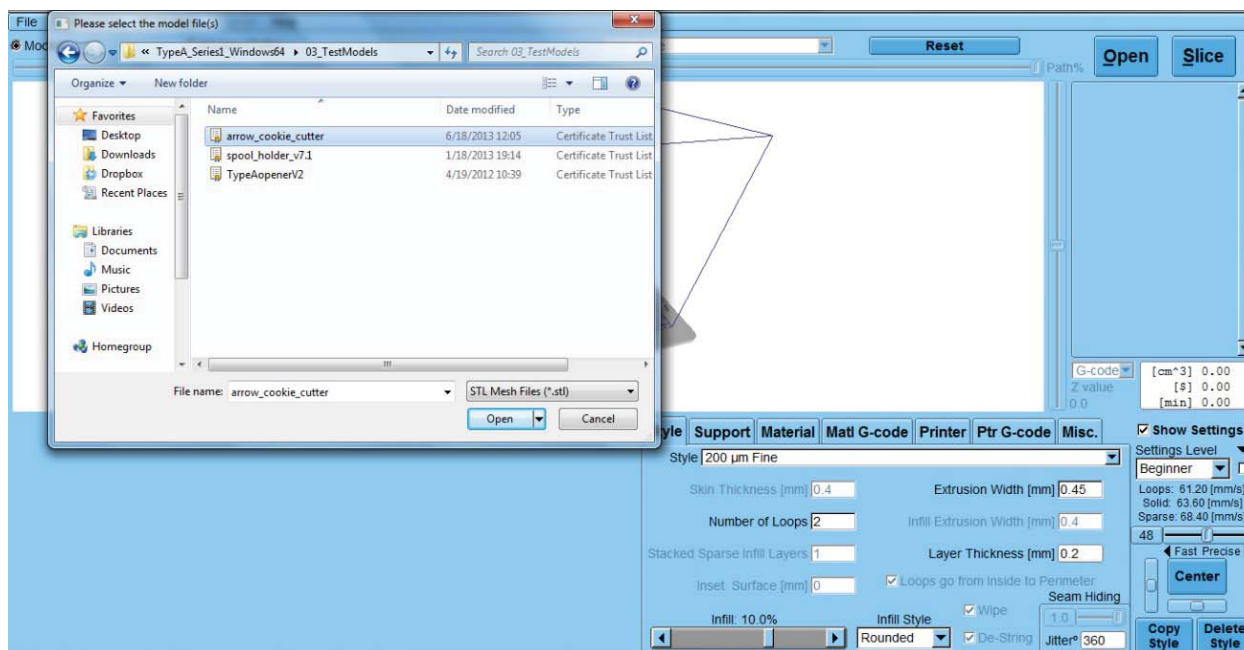 File
Please select the model file(s)
« TypeA_Series1_Windows64 ▸ 03_TestModels
Search 03_TestModels
Organize
New folder
Favorites
Desktop
Downloads
Dropbox
Recent Places
Libraries
Documents
Music
Pictures
Videos
Homegroup
Name Date modified Type
arrow_cookie_cutter 6/18/2013 12:05 Certificate Trust List
spool_holder_v7.1 1/18/2013 19:14 Certificate Trust List
TypeAopenerV2 4/19/2012 10:39 Certificate Trust List
File name: arrow_cookie_cutter STL Mesh Files (*.stl)
Open Cancel
Reset
Path%
Open Slice
G-code
Z value
0.0
[cm^3] 0.00
[$] 0.00
[min] 0.00
Support Material Matl G-code Printer Ptr G-code Misc.
Show Settings
Style 200 µm Fine
Settings Level
Beginner
Skin Thickness [mm] 0.4 Extrusion Width [mm] 0.45
Loops: 61.20 [mm/s]
Solid: 63.60 [mm/s]
Sparse: 68.40 [mm/s]
Number of Loops 2 Infill Extrusion Width [mm] 0.4
48
Stacked Sparse Infill Layers 1 Layer Thickness [mm] 0.2
Fast Precise
Inset Surface [mm] 0 Loops go from Inside to Perimeter
Center
Seam Hiding
Infill: 10.0% Infill Style Wipe 1.0
Rounded De-String Jitterº 360
Copy Style
Delete Style